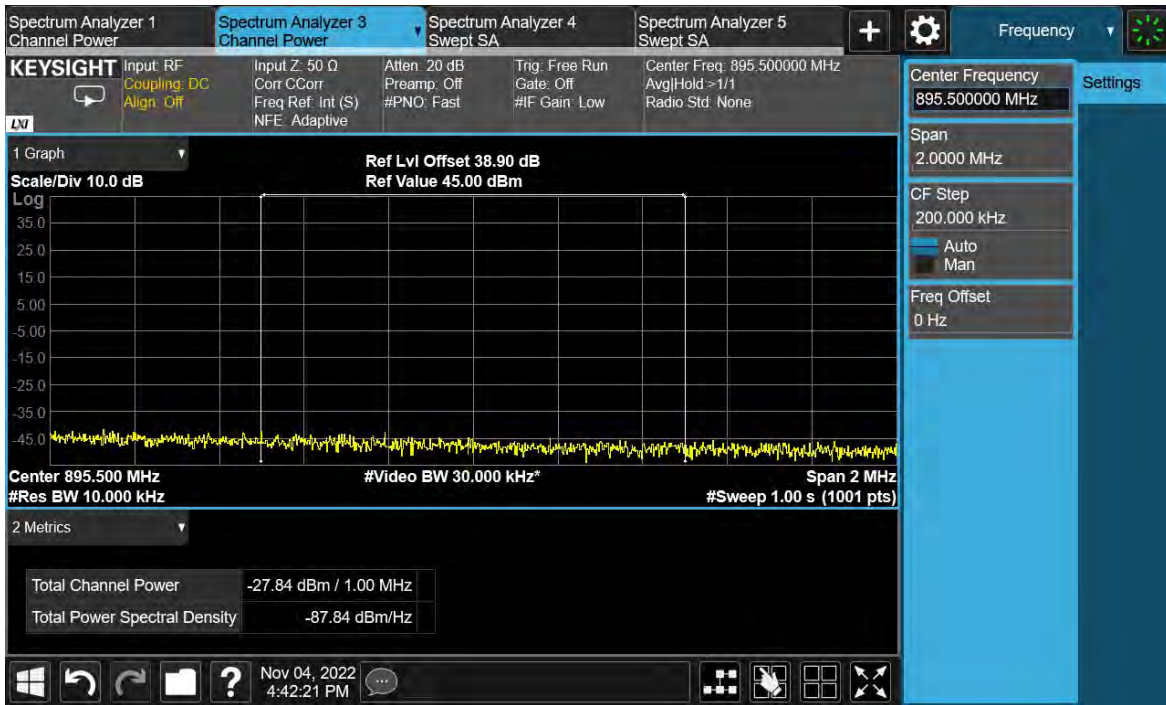 Spectrum Analyzer 1
Channel Power
Spectrum Analyzer 3
Channel Power
Spectrum Analyzer 4
Swept SA
Spectrum Analyzer 5
Swept SA
+
Frequency
KEYSIGHT
LXI
Input: RF
Coupling: DC
Align: Off
Input Z: 50 Ω
Corr CCorr
Freq Ref: Int (S)
NFE: Adaptive
Atten: 20 dB
Preamp: Off
#PNO: Fast
Trig: Free Run
Gate: Off
#IF Gain: Low
Center Freq: 895.500000 MHz
Avg|Hold:>1/1
Radio Std: None
Center Frequency
895.500000 MHz
Settings
Span
2.0000 MHz
CF Step
200.000 kHz
Auto
Man
Freq Offset
0 Hz
1 Graph
Scale/Div 10.0 dB
Ref Lvl Offset 38.90 dB
Ref Value 45.00 dBm
Log
35.0
25.0
15.0
5.00
-5.00
-15.0
-25.0
-35.0
-45.0
Center 895.500 MHz
#Video BW 30.000 kHz*
Span 2 MHz
#Res BW 10.000 kHz
#Sweep 1.00 s (1001 pts)
2 Metrics
Total Channel Power -27.84 dBm / 1.00 MHz
Total Power Spectral Density -87.84 dBm/Hz
?
Nov 04, 2022
4:42:21 PM